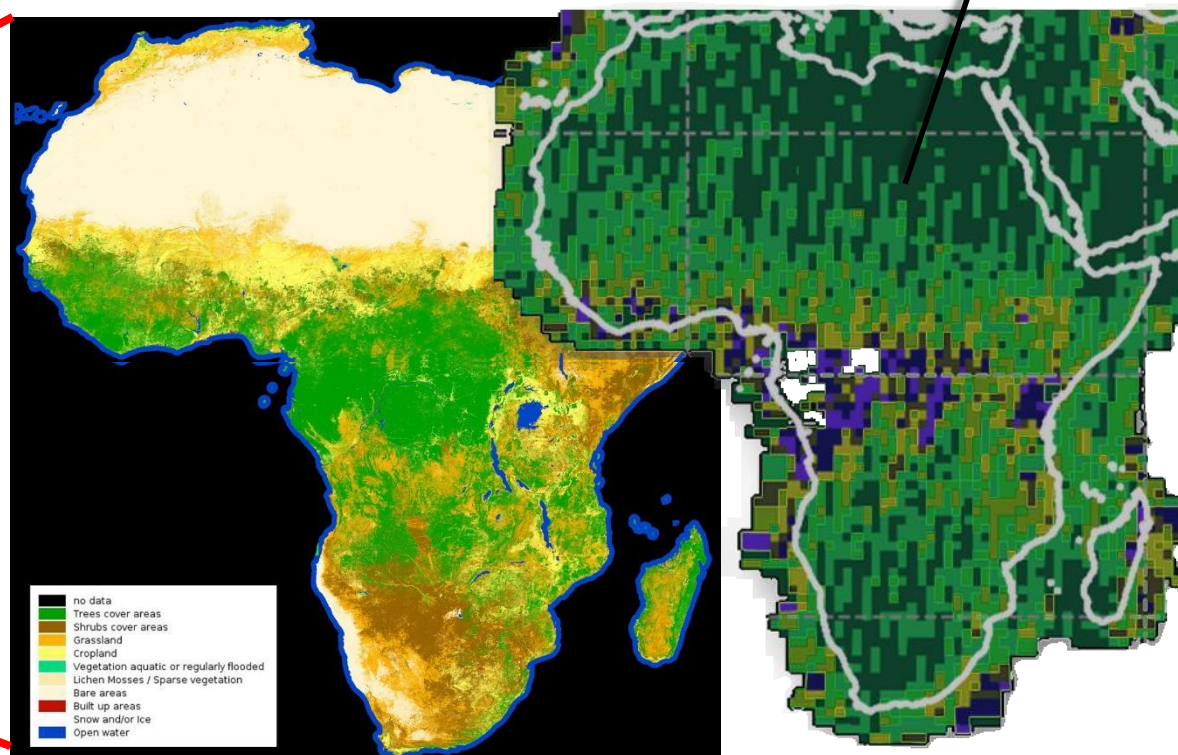 no data
Trees cover areas
Shrubs cover areas
Grassland
Cropland
Vegetation aquatic or regularly flooded
Lichen Mosses / Sparse vegetation
Bare areas
Built up areas
Snow and/or Ice
Open water